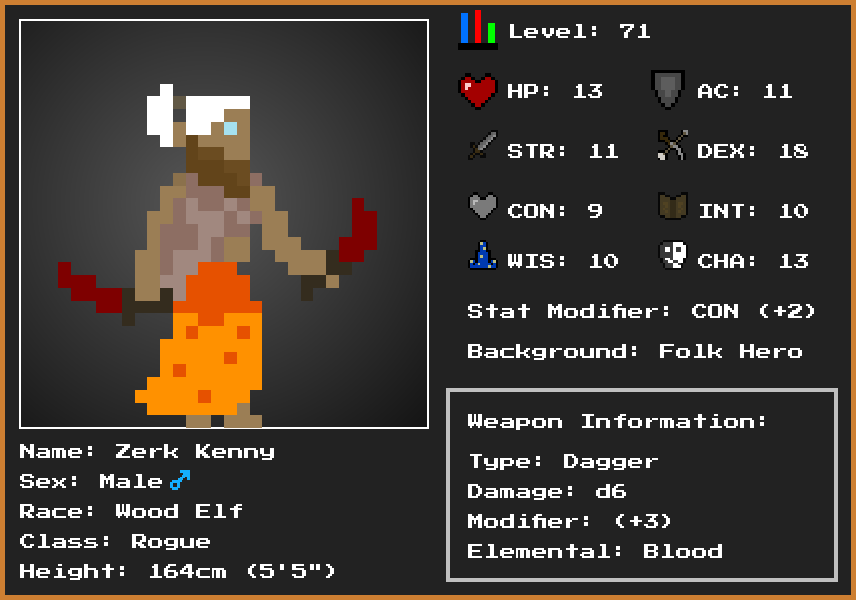 Level: 71
HP: 13 AC: 11
STR: 11 DEX: 18
CON: 9 INT: 10
WIS: 10 CHA: 13
Stat Modifier: CON (+2)
Background: Folk Hero
Weapon Information:
Type: Dagger
Damage: d6
Modifier: (+3)
Elemental: Blood
Name: Zerk Kenny
Sex: Male♂
Race: Wood Elf
Class: Rogue
Height: 164cm (5'5")